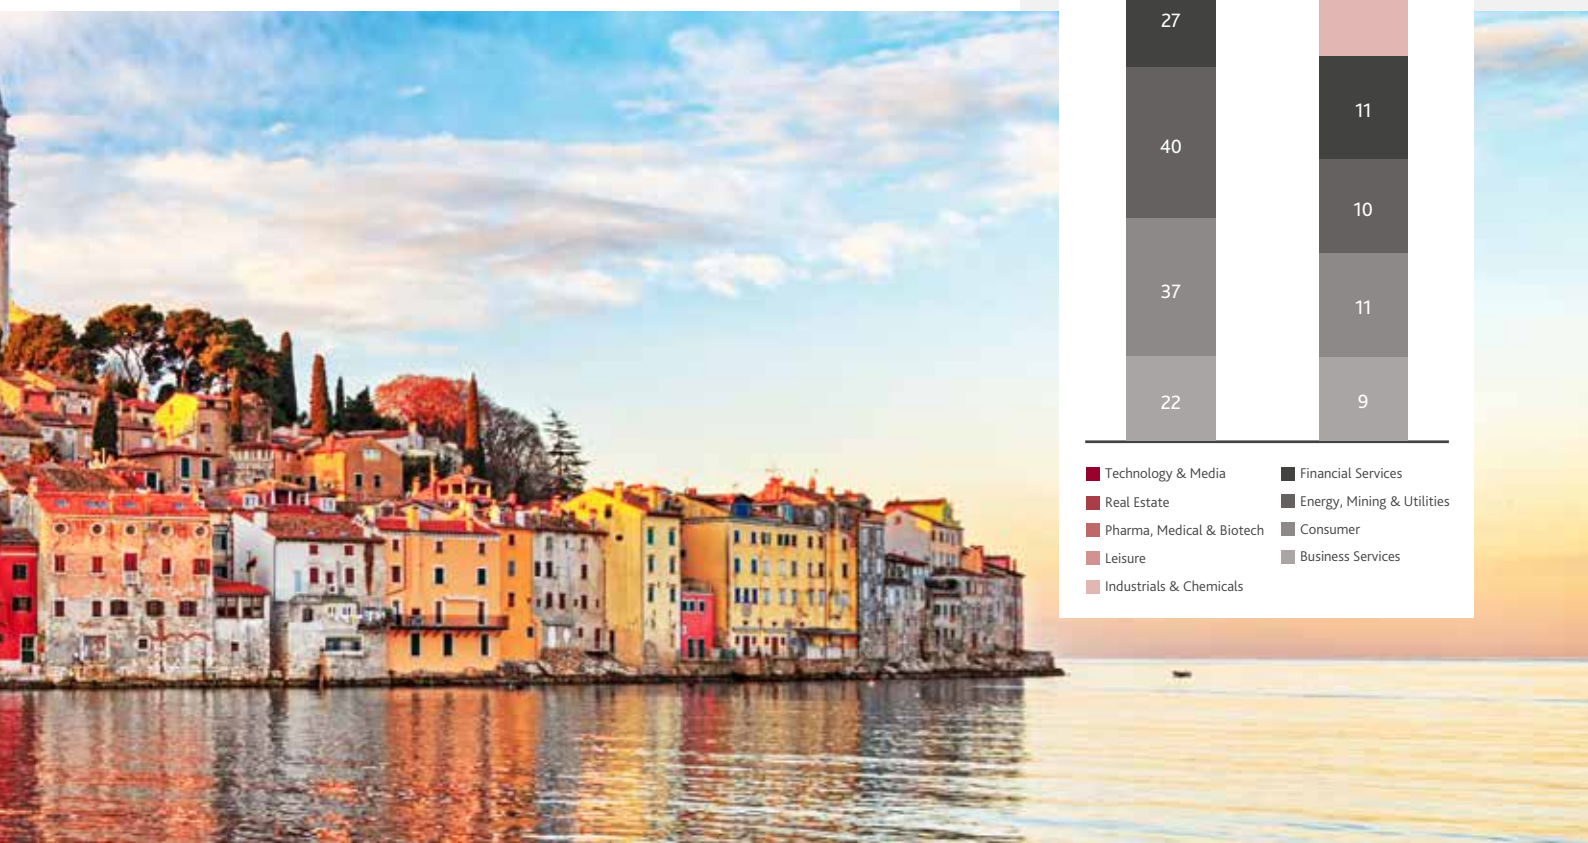 27
40
37
22
11
10
11
9
Technology & Media
Real Estate
Pharma, Medical & Biotech
Leisure
Industrials & Chemicals
Financial Services
Energy, Mining & Utilities
Consumer
Business Services